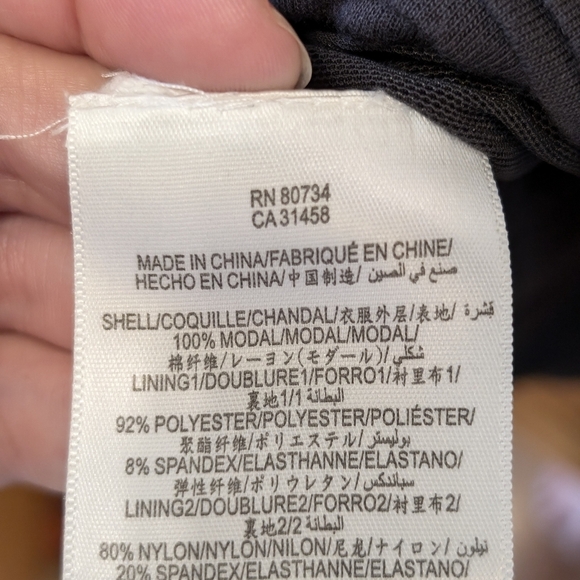 RN 80734
CA 31458
MADE IN CHINA/FABRIQUÉ EN CHINE/
HECHO EN CHINA/中国制造/ صنع في الصين
SHELL/COQUILLE/CHANDAL/衣服外层/表地/ قشرة
100% MODAL/MODAL/MODAL/
棉纤维/レーヨン(モダール)/ شكلي
LINING1/DOUBLURE1/FORRO1/衬里布1/
裏地1/1 البطانة
92% POLYESTER/POLYESTER/POLIÉSTER/
聚酯纤维/ポリエステル/ بوليستر
8% SPANDEX/ELASTHANNE/ELASTANO/
弹性纤维/ポリウレタン/ سباندكس
LINING2/DOUBLURE2/FORRO2/衬里布2/
裏地2/2 البطانة
80% NYLON/NYLON/NILON/尼龙/ナイロン/ نيلون
20% SPANDEX/ELASTHANNE/ELASTANO/